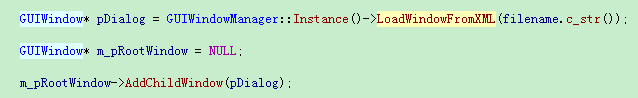 GUIWindow* pDialog = GUIWindowManager::Instance()->LoadWindowFromXML(filename.c_str());
GUIWindow* m_pRootWindow = NULL;
m_pRootWindow->AddChildWindow(pDialog);